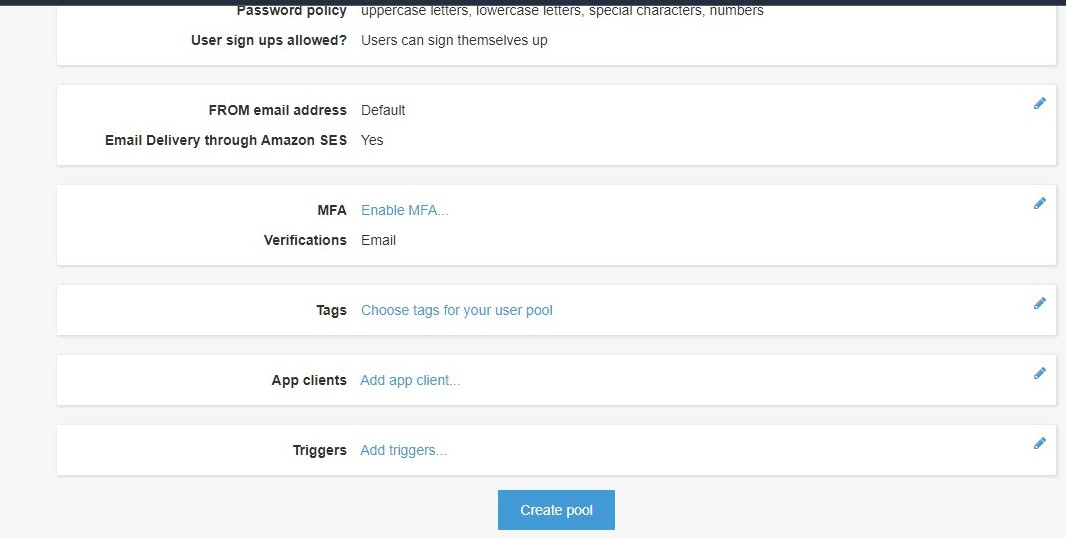 Password policy uppercase letters, lowercase letters, special characters, numbers
User sign ups allowed? Users can sign themselves up
FROM email address Default
Email Delivery through Amazon SES Yes
MFA Enable MFA...
Verifications Email
Tags Choose tags for your user pool
App clients Add app client...
Triggers Add triggers...
Create pool